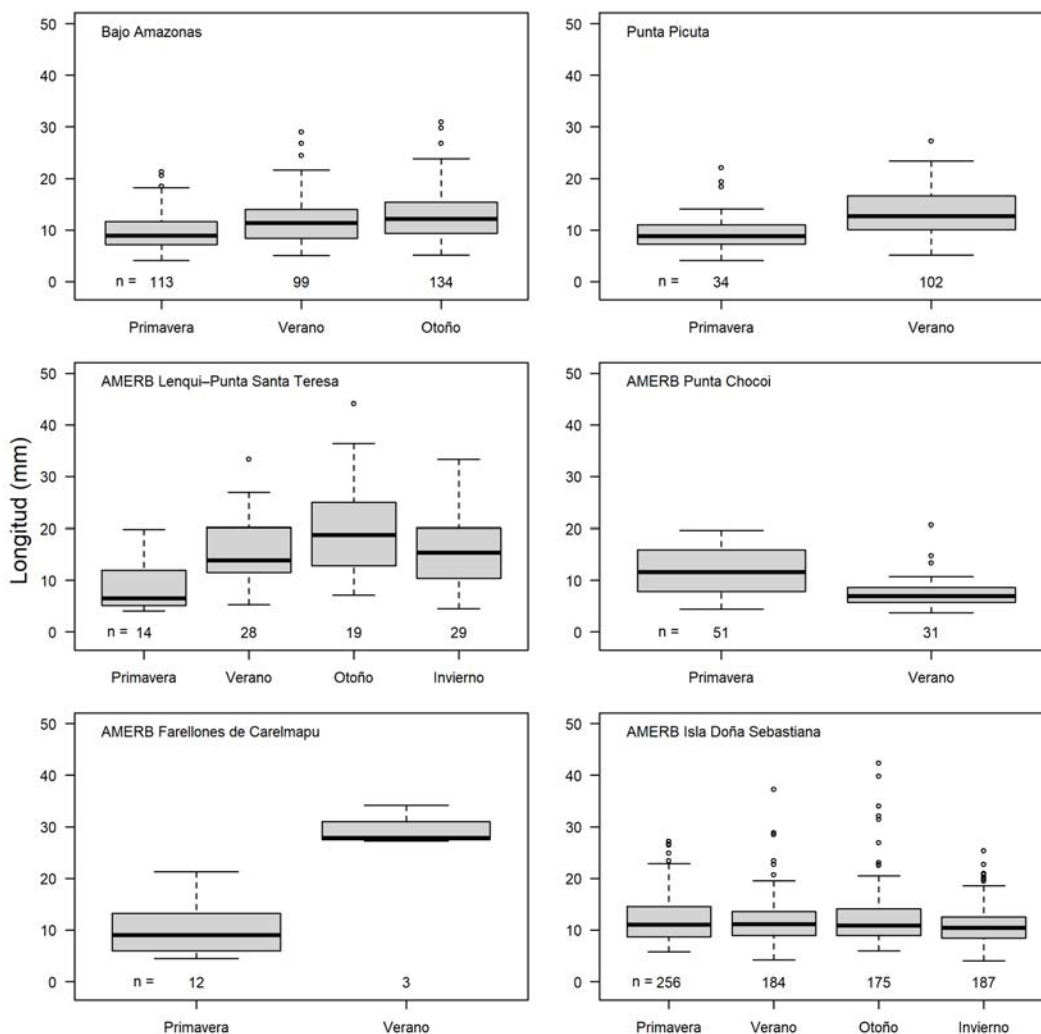 Longitud (mm)
Bajo Amazonas
50
40
30
20
10
0
n = 113 99 134
Primavera Verano Otoño
Punta Picuta
50
40
30
20
10
0
n = 34 102
Primavera Verano
AMERB Lenqui–Punta Santa Teresa
50
40
30
20
10
0
n = 14 28 19 29
Primavera Verano Otoño Invierno
AMERB Punta Chocoi
50
40
30
20
10
0
n = 51 31
Primavera Verano
AMERB Farellones de Carelmapu
50
40
30
20
10
0
n = 12 3
Primavera Verano
AMERB Isla Doña Sebastiana
50
40
30
20
10
0
n = 256 184 175 187
Primavera Verano Otoño Invierno